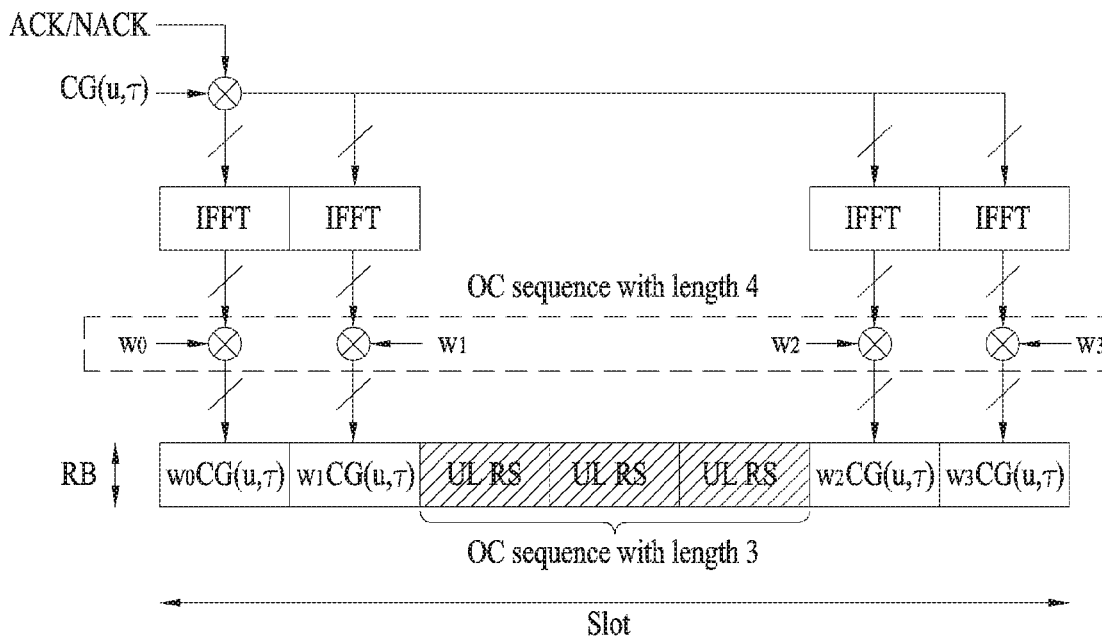 ACK/NACK
CG(u,τ)
IFFT IFFT IFFT IFFT
OC sequence with length 4
w0 w1 w2 w3
RB w0CG(u,τ) w1CG(u,τ) UL RS UL RS UL RS w2CG(u,τ) w3CG(u,τ)
OC sequence with length 3
Slot